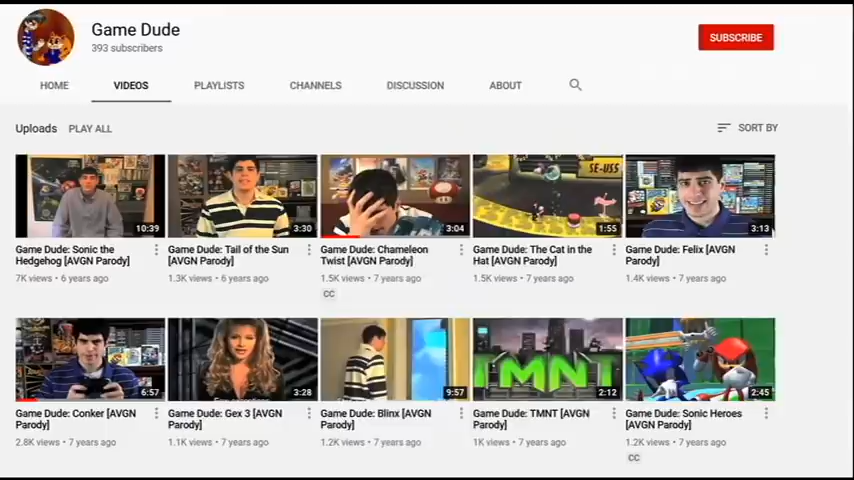 Game Dude
393 subscribers
SUBSCRIBE
HOME VIDEOS PLAYLISTS CHANNELS DISCUSSION ABOUT
Uploads PLAY ALL SORT BY
SE-USS
10:39 3:30 3:04 1:55 3:13
Game Dude: Sonic the Hedgehog [AVGN Parody]
7K views • 6 years ago
Game Dude: Tail of the Sun [AVGN Parody]
1.3K views • 6 years ago
Game Dude: Chameleon Twist [AVGN Parody]
1.5K views • 7 years ago
CC
Game Dude: The Cat in the Hat [AVGN Parody]
1.5K views • 7 years ago
Game Dude: Felix [AVGN Parody]
1.4K views • 7 years ago
TMNT
6:57 3:28 9:57 2:12 2:45
Game Dude: Conker [AVGN Parody]
2.8K views • 7 years ago
Game Dude: Gex 3 [AVGN Parody]
1.1K views • 7 years ago
Game Dude: Blinx [AVGN Parody]
1.2K views • 7 years ago
Game Dude: TMNT [AVGN Parody]
1K views • 7 years ago
Game Dude: Sonic Heroes [AVGN Parody]
1.2K views • 7 years ago
CC